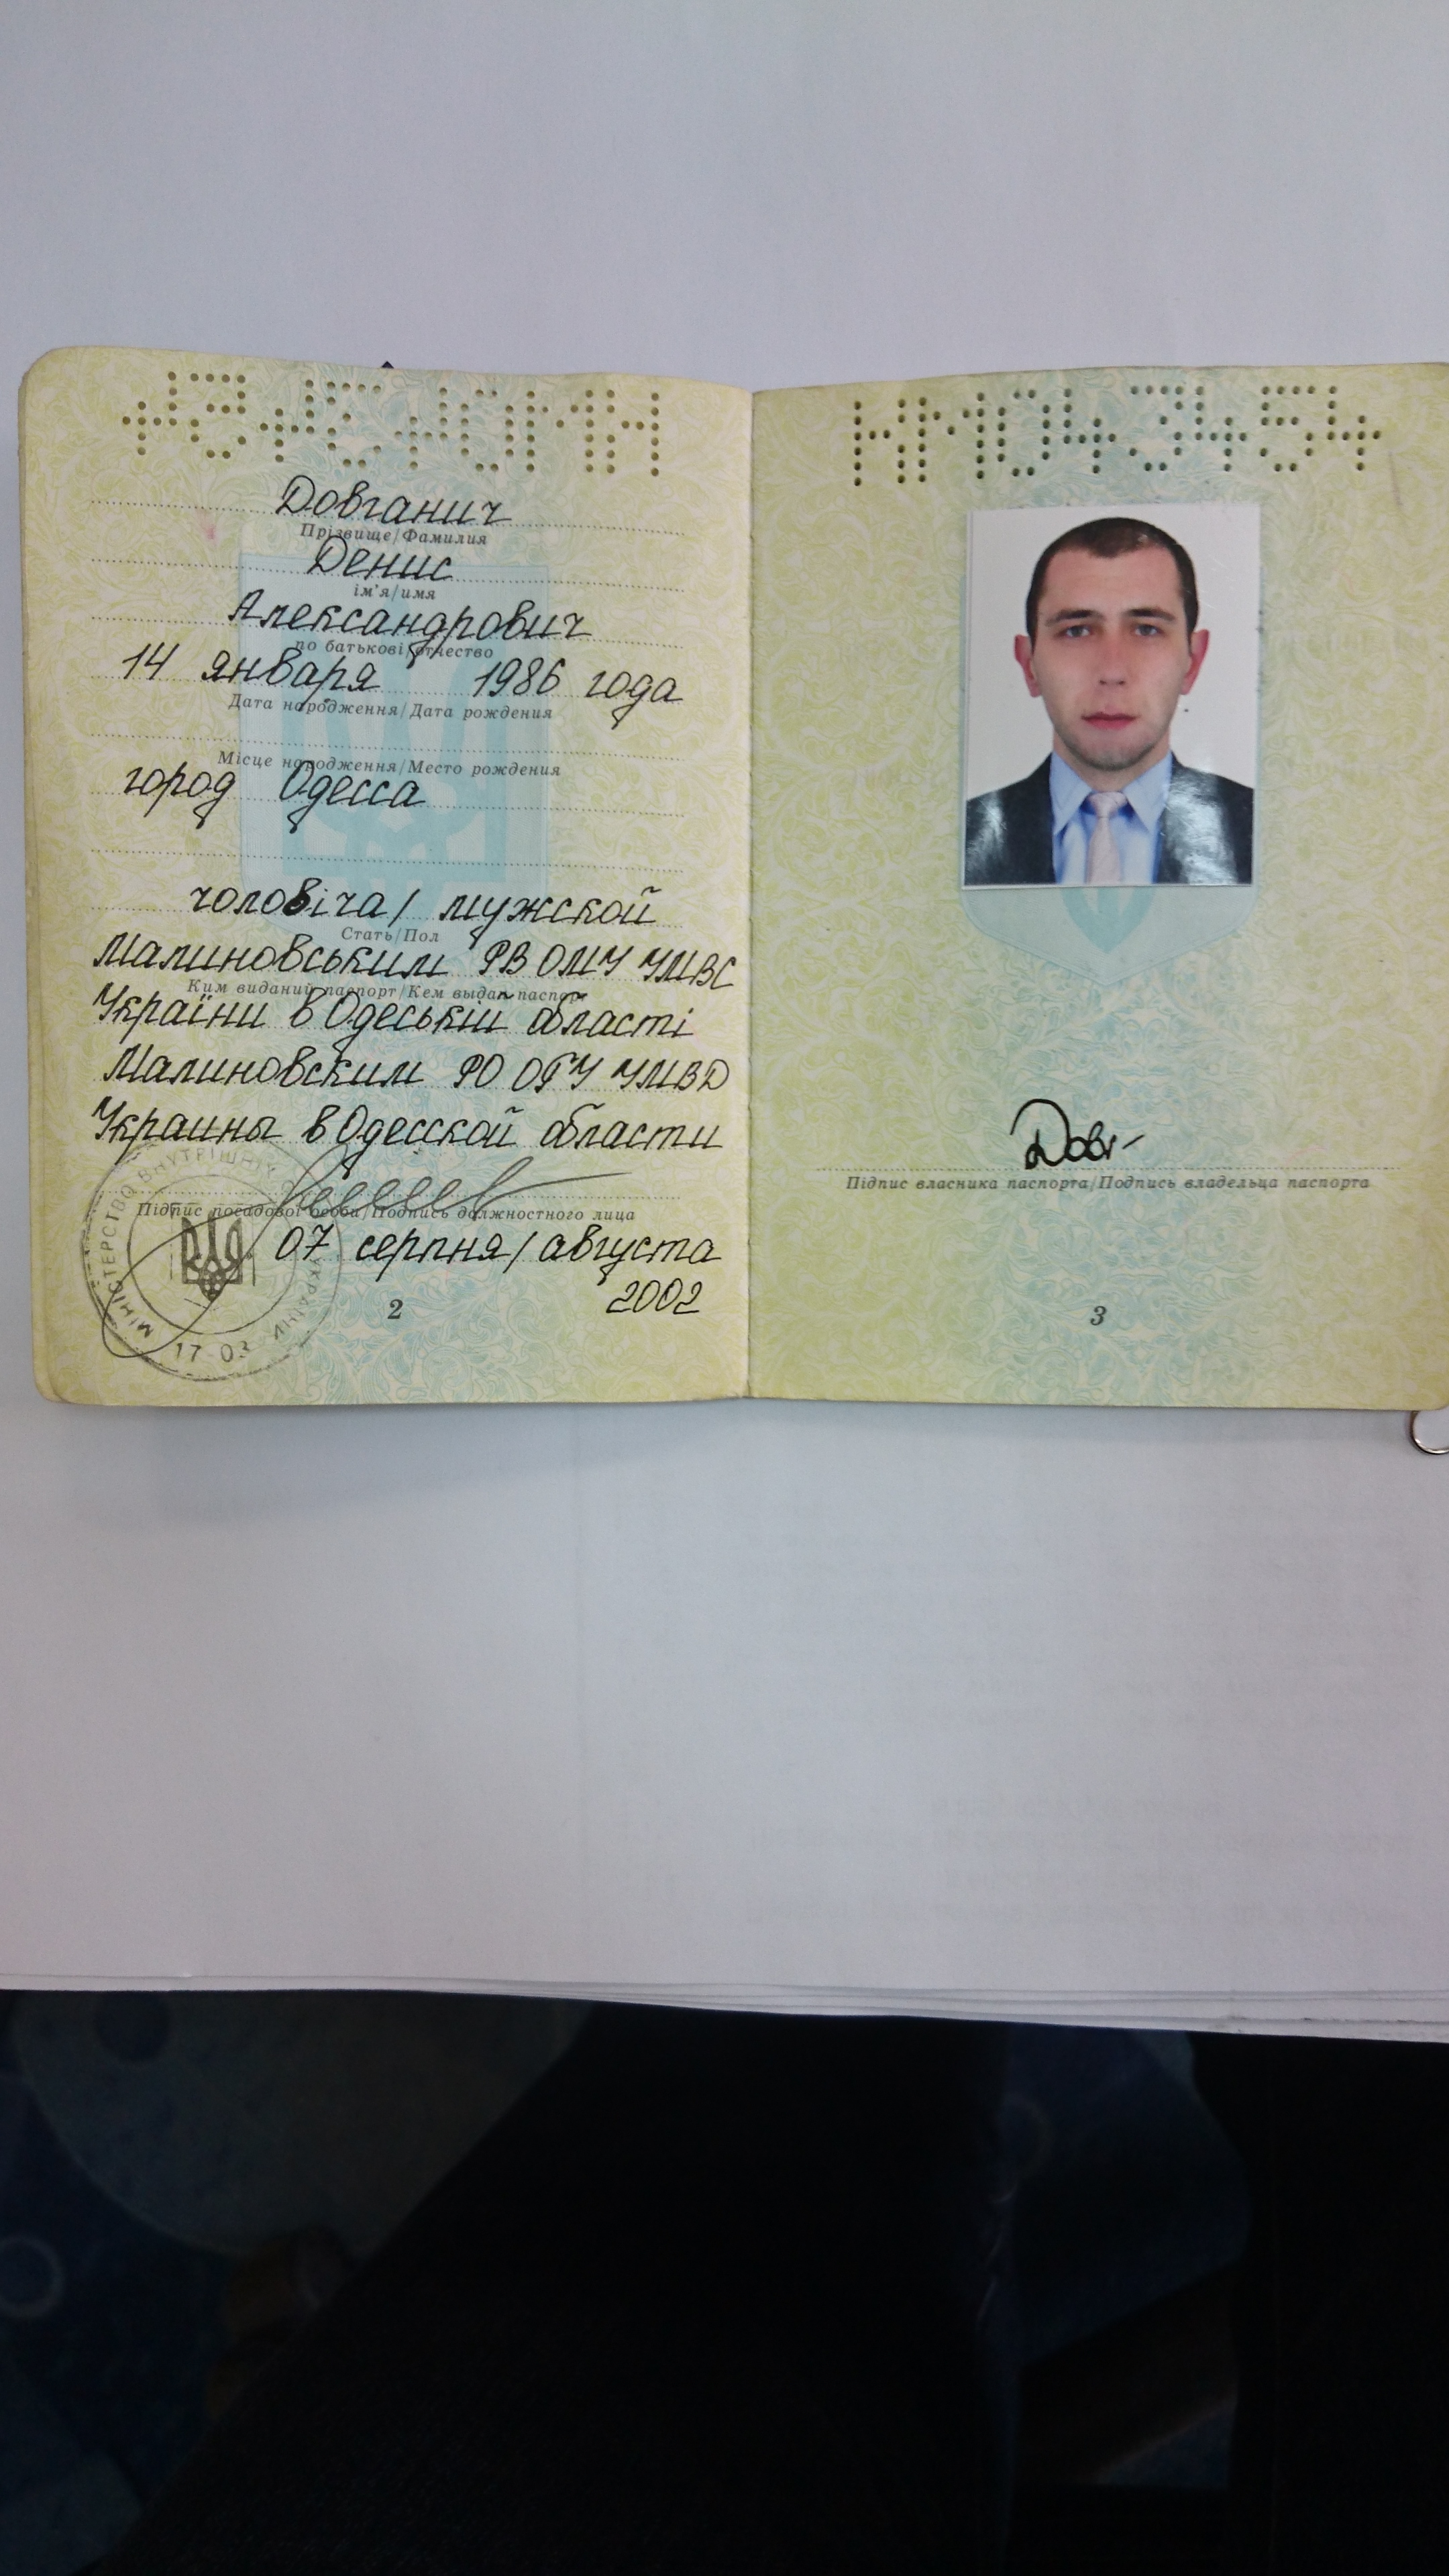 Довганич
Прізвище/Фамилия
Денис
ім'я/имя
Александрович
по батькові/отчество
14 января 1986 года
Дата народження/Дата рождения
Місце народження/Место рождения
город Одесса
чоловіча/ мужской
Стать/Пол
Малиновським РВ ОМУ УМВС
Ким виданий паспорт/Кем выдан паспорт
України в Одеській області
Малиновским РО ОГУ УМВД
Украины в Одесской области
Підпис посадової особи/Подпись должностного лица
07 серпня/ августа
2002
2
МІНІСТЕРСТВО ВНУТРІШНІХ УКРАЇНИ
17 03
НМ043454
Довг
Підпис власника паспорта/Подпись владельца паспорта
3